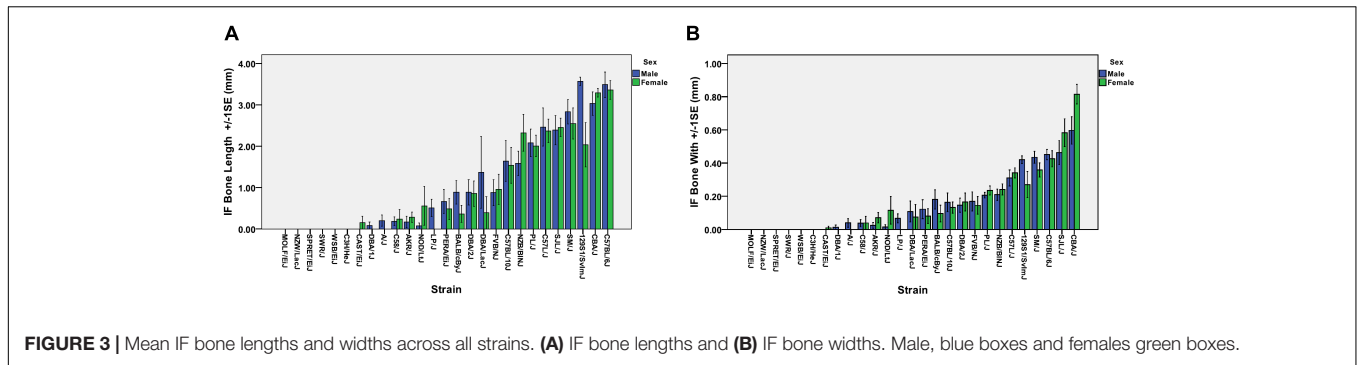 A
4.00
3.00
2.00
1.00
0.00
IF Bone Length +/-1SE (mm)
Sex
Male
Female
MOLF/EiJ
NZW/LacJ
SPRET/EiJ
SWR/J
WSB/EiJ
C3H/HeJ
CAST/EiJ
DBA/1J
A/J
C58/J
AKR/J
NOD/LtJ
LP/J
PERA/EiJ
BALB/cByJ
DBA/2J
DBA/LacJ
FVB/NJ
C57BL/10J
NZB/BlNJ
PL/J
C57L/J
SJL/J
SM/J
129S1/SvImJ
CBA/J
C57BL/6J
Strain
B
1.00
0.80
0.60
0.40
0.20
0.00
IF Bone With +/-1SE (mm)
Sex
Male
Female
MOLF/EiJ
NZW/LacJ
SPRET/EiJ
SWR/J
WSB/EiJ
C3H/HeJ
CAST/EiJ
DBA/1J
A/J
C58/J
AKR/J
NOD/LtJ
LP/J
DBA/LacJ
PERA/EiJ
BALB/cByJ
C57BL/10J
DBA/2J
FVB/NJ
PL/J
NZB/BlNJ
C57L/J
129S1/SvImJ
SM/J
C57BL/6J
SJL/J
CBA/J
Strain
FIGURE 3 | Mean IF bone lengths and widths across all strains. (A) IF bone lengths and (B) IF bone widths. Male, blue boxes and females green boxes.